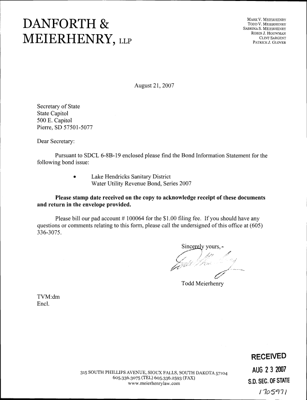 DANFORTH &
MEIERHENRY, LLP
MARK V. MEIERHENRY
TODD V. MEIERHENRY
SABRINA S. MEIERHENRY
ROBIN J. HOUWMAN
CLINT SARGENT
PATRICK J. GLOVER
August 21, 2007
Secretary of State
State Capitol
500 E. Capitol
Pierre, SD 57501-5077
Dear Secretary:
Pursuant to SDCL 6-8B-19 enclosed please find the Bond Information Statement for the
following bond issue:
• Lake Hendricks Sanitary District
Water Utility Revenue Bond, Series 2007
Please stamp date received on the copy to acknowledge receipt of these documents
and return in the envelope provided.
Please bill our pad account # 100064 for the $1.00 filing fee. If you should have any
questions or comments relating to this form, please call the undersigned of this office at (605)
336-3075.
Sincerely yours, -
Todd Meierhenry
TVM:dm
Encl.
315 SOUTH PHILLIPS AVENUE, SIOUX FALLS, SOUTH DAKOTA 57104
605.336.3075 (TEL) 605.336.2593 (FAX)
www.meierhenrylaw.com
RECEIVED
AUG 23 2007
S.D. SEC. OF STATE
1705971